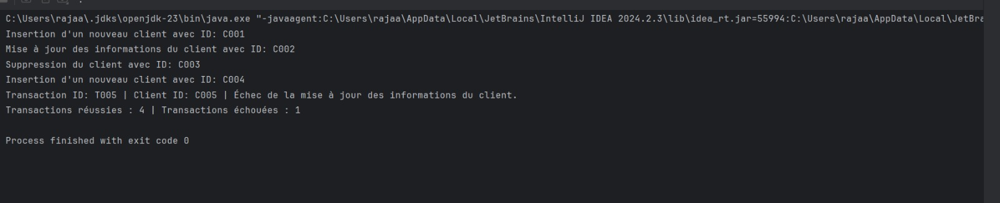 C:\Users\rajaa\.jdks\openjdk-23\bin\java.exe "-javaagent:C:\Users\rajaa\AppData\Local\JetBrains\IntelliJ IDEA 2024.2.3\lib\idea_rt.jar=55994:C:\Users\rajaa\AppData\Local\JetBra
Insertion d'un nouveau client avec ID: C001
Mise à jour des informations du client avec ID: C002
Suppression du client avec ID: C003
Insertion d'un nouveau client avec ID: C004
Transaction ID: T005 | Client ID: C005 | Échec de la mise à jour des informations du client.
Transactions réussies : 4 | Transactions échouées : 1
Process finished with exit code 0